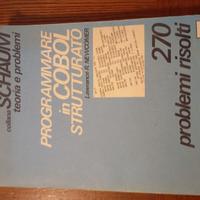 collana SCHAUM
teoria e problemi
PROGRAMMARE
in COBOL
STRUTTURATO
Lawrence R. NEWCOMER
270
problemi risolti